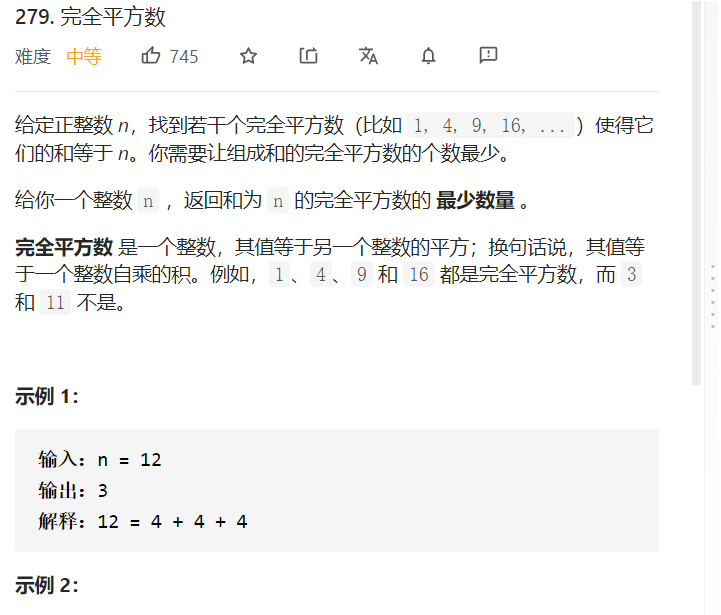 279. 完全平方数
难度 中等 745
给定正整数 n，找到若干个完全平方数（比如 1, 4, 9, 16, ...）使得它
们的和等于 n。你需要让组成和的完全平方数的个数最少。
给你一个整数 n ，返回和为 n 的完全平方数的 最少数量 。
完全平方数 是一个整数，其值等于另一个整数的平方；换句话说，其值等
于一个整数自乘的积。例如，1、4、9 和 16 都是完全平方数，而 3
和 11 不是。
示例 1：
输入：n = 12
输出：3
解释：12 = 4 + 4 + 4
示例 2：